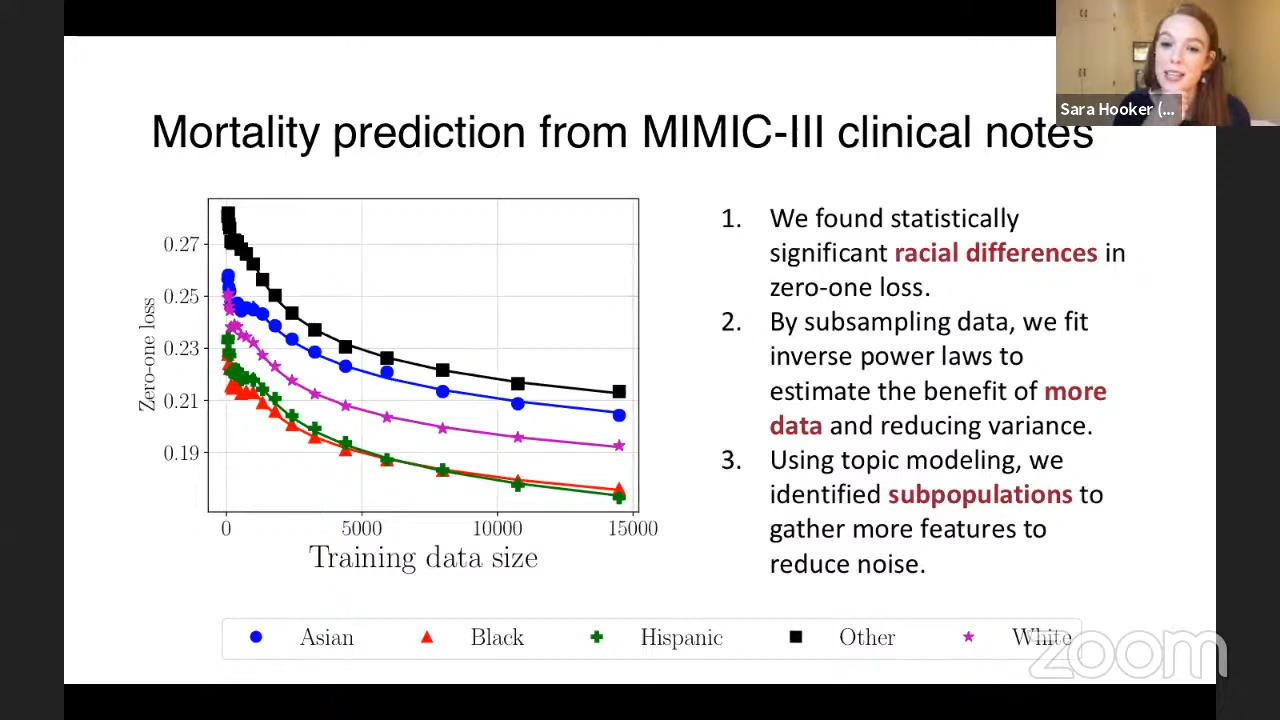 Sara Hooker (...
Mortality prediction from MIMIC-III clinical notes
0.27
0.25
0.23
0.21
0.19
Zero-one loss
0 5000 10000 15000
Training data size
1. We found statistically
significant racial differences in
zero-one loss.
2. By subsampling data, we fit
inverse power laws to
estimate the benefit of more
data and reducing variance.
3. Using topic modeling, we
identified subpopulations to
gather more features to
reduce noise.
Asian Black Hispanic Other White
zoom